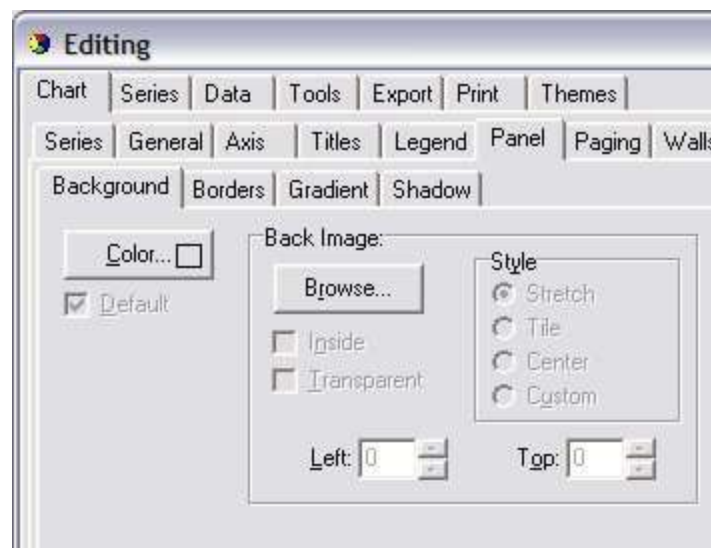 Editing
Chart Series Data Tools Export Print Themes
Series General Axis Titles Legend Panel Paging Walls
Background Borders Gradient Shadow
Color... Back Image:
Browse... Style
Default Stretch
Inside Tile
Transparent Center
Custom
Left: 0 Top: 0